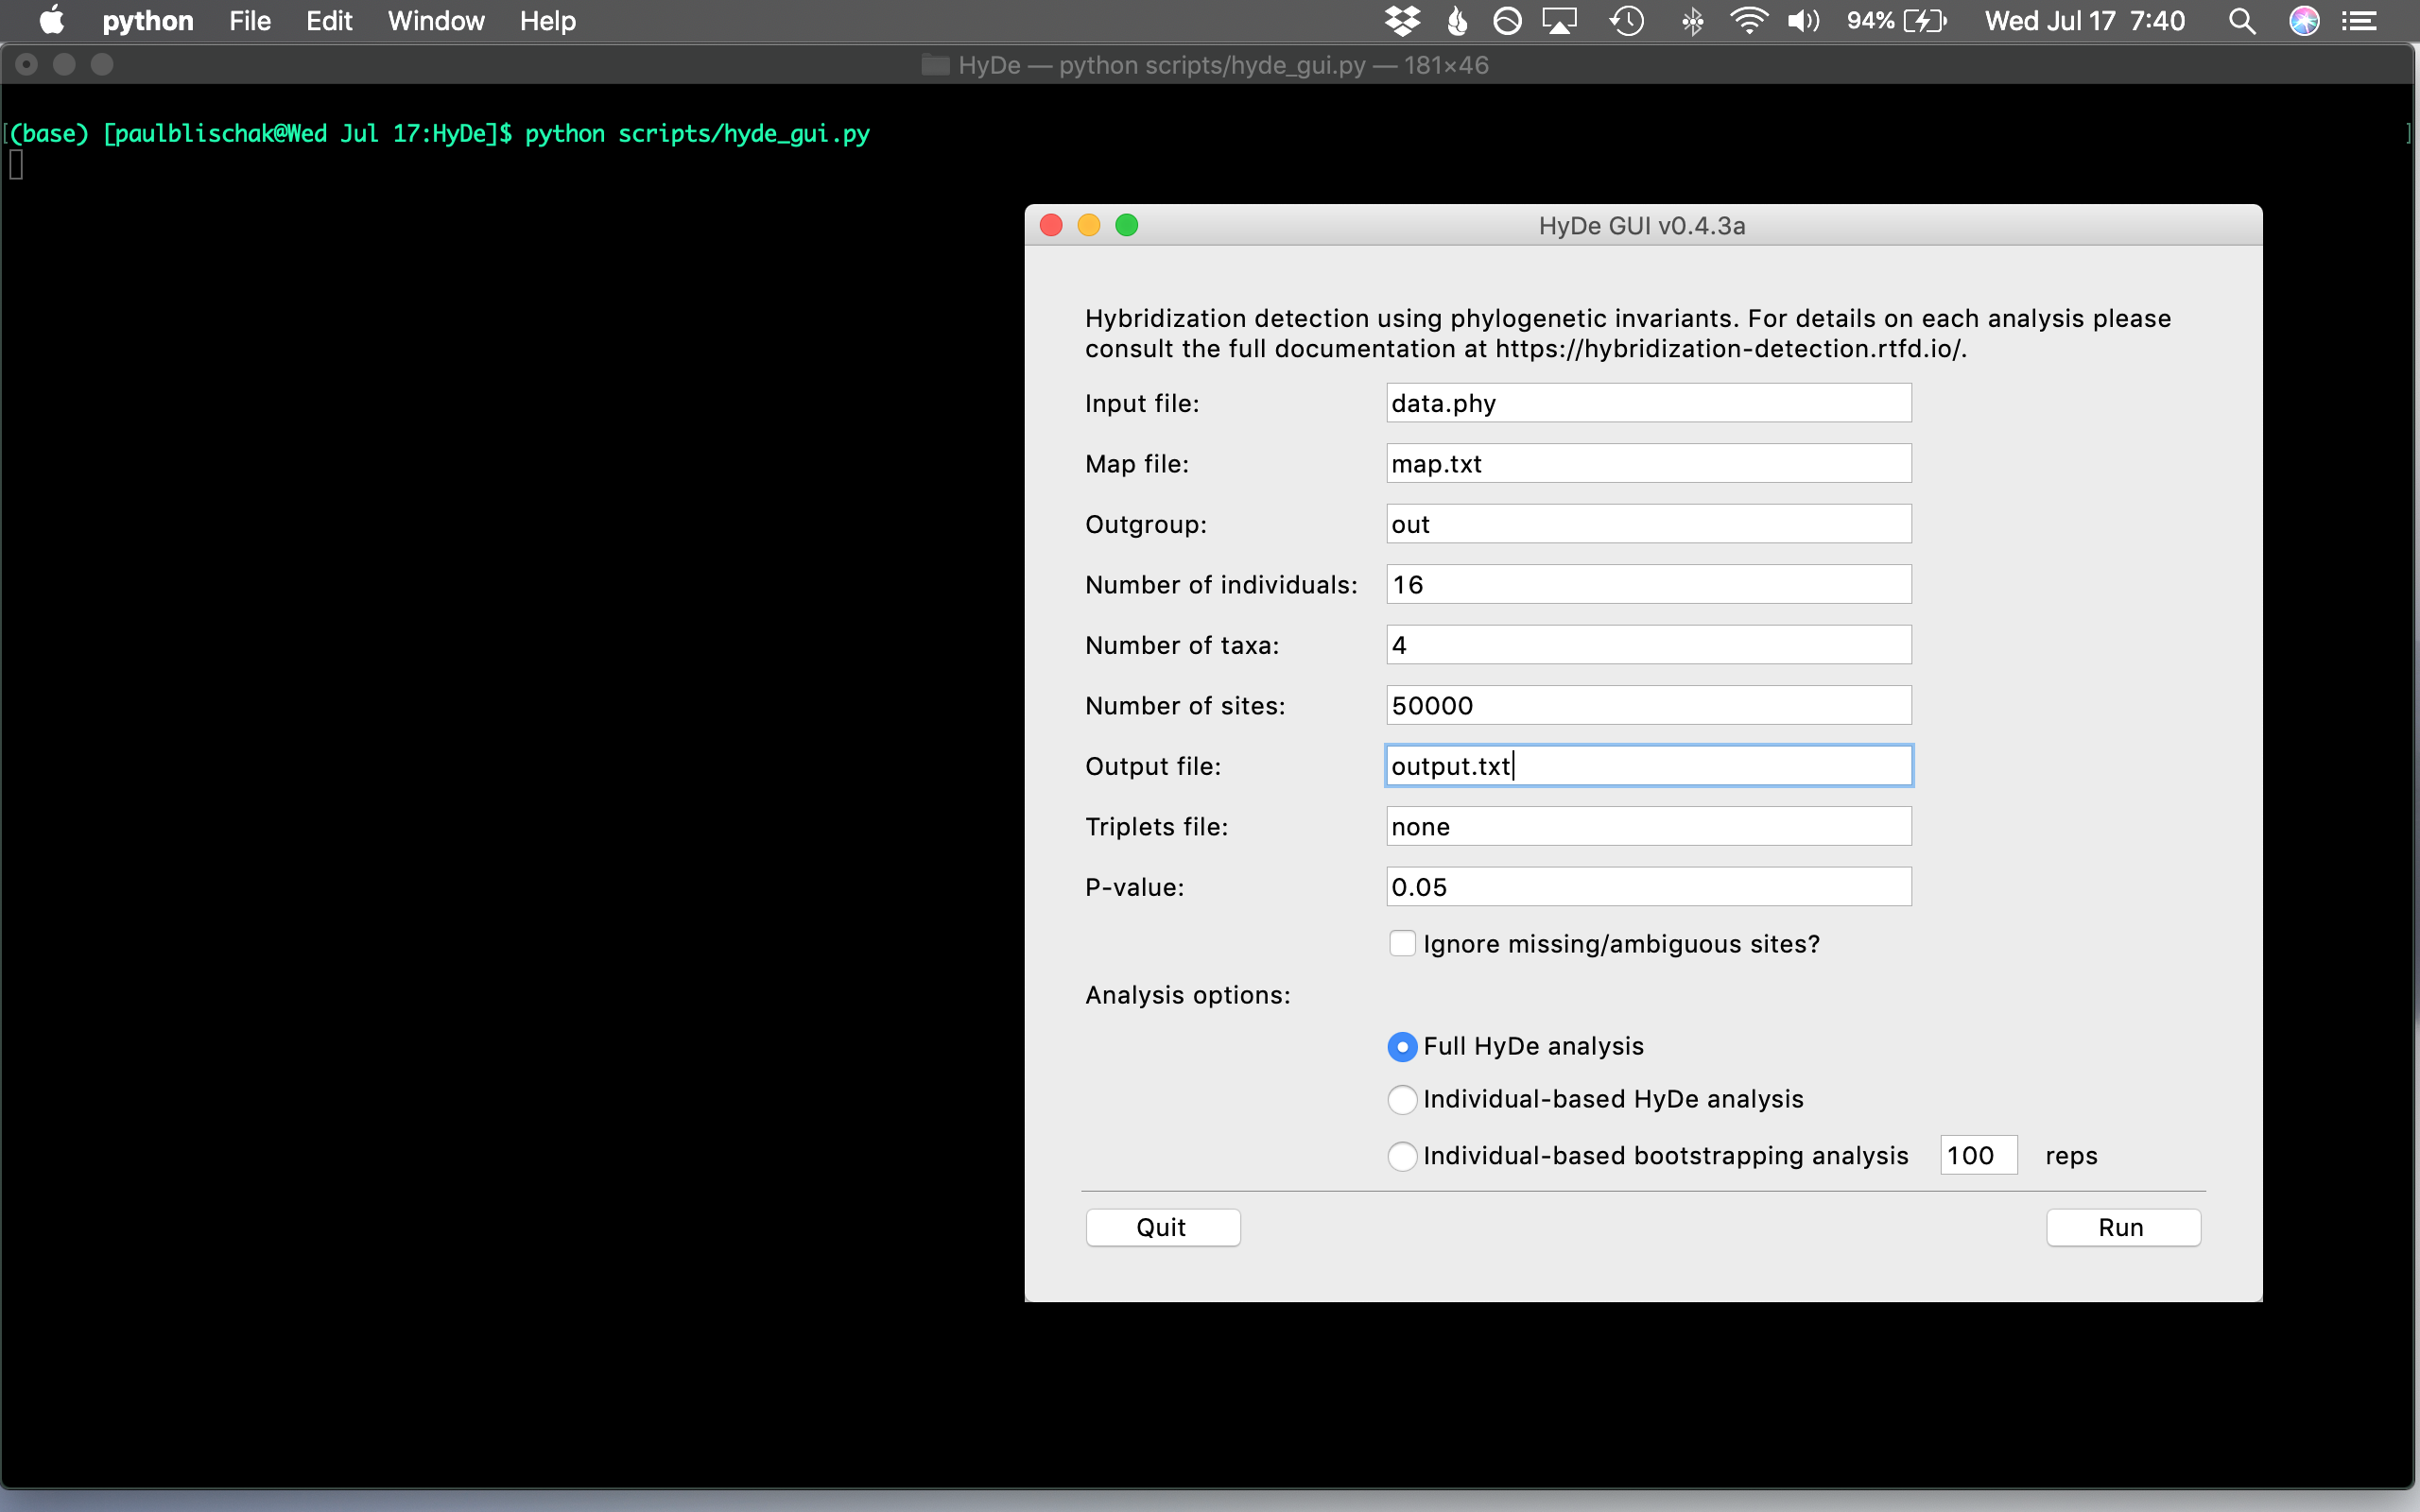 python File Edit Window Help 94% Wed Jul 17 7:40
HyDe — python scripts/hyde_gui.py — 181×46
[(base) [paulblischak@Wed Jul 17:HyDe]$ python scripts/hyde_gui.py ]
HyDe GUI v0.4.3a
Hybridization detection using phylogenetic invariants. For details on each analysis please
consult the full documentation at https://hybridization-detection.rtfd.io/.
Input file: data.phy
Map file: map.txt
Outgroup: out
Number of individuals: 16
Number of taxa: 4
Number of sites: 50000
Output file: output.txt
Triplets file: none
P-value: 0.05
Ignore missing/ambiguous sites?
Analysis options:
Full HyDe analysis
Individual-based HyDe analysis
Individual-based bootstrapping analysis 100 reps
Quit Run